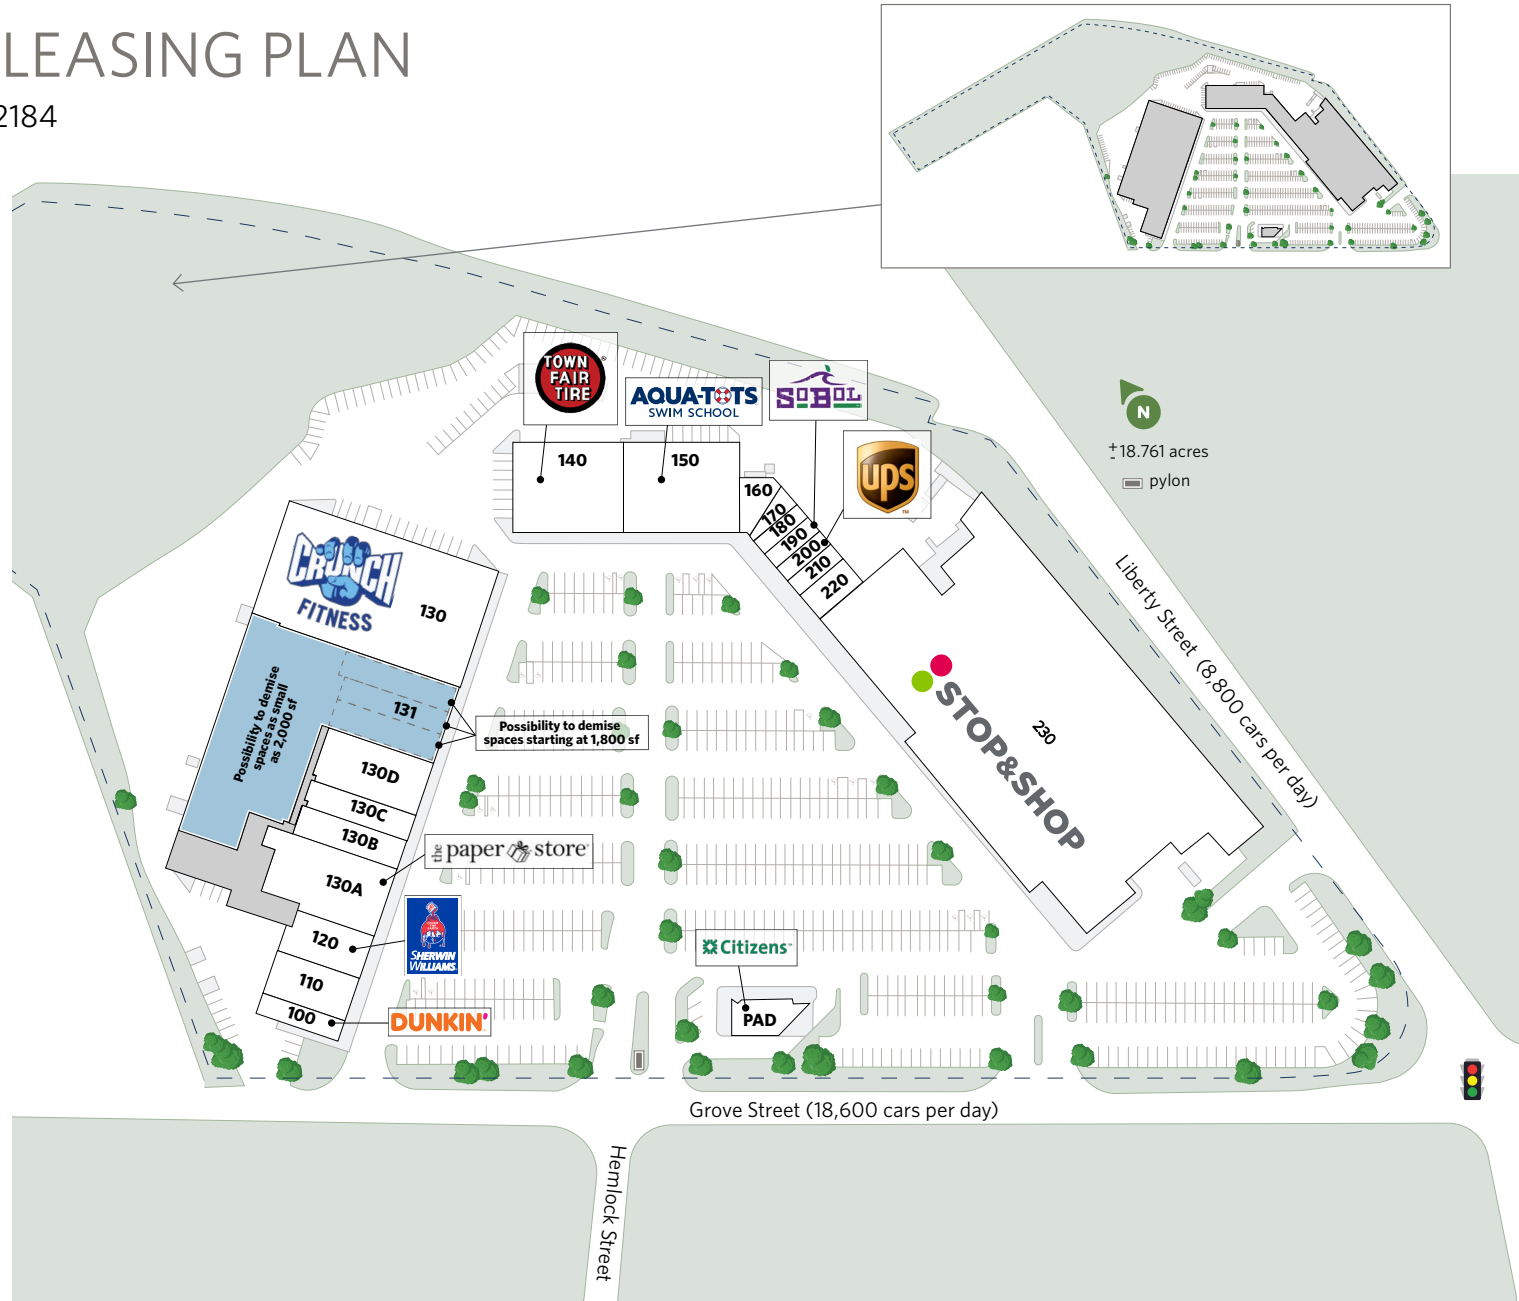 LEASING PLAN
2184
TOWN
FAIR
TIRE
®
AQUA-TOTS
SWIM SCHOOL
SOBOL
ups
™
N
±18.761 acres
pylon
140
150
160
170
180
190
200
210
220
CRUNCH
FITNESS
130
Liberty Street (8,800 cars per day)
STOP&SHOP
230
Possibility to demise
spaces as small
as 2,000 sf
131
Possibility to demise
spaces starting at 1,800 sf
130D
130C
130B
the paper store
130A
120
SHERWIN
WILLIAMS
110
100
DUNKIN'
Citizens
PAD
Grove Street (18,600 cars per day)
Hemlock Street